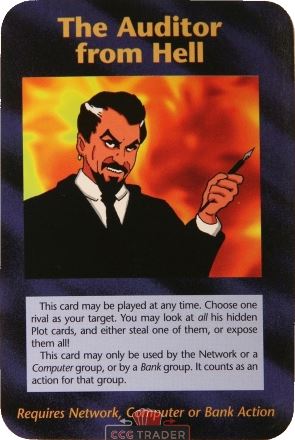 The Auditor
from Hell
This card may be played at any time. Choose one
rival as your target. You may look at all his hidden
Plot cards, and either steal one of them, or expose
them all!
This card may only be used by the Network or a
Computer group, or by a Bank group. It counts as an
action for that group.
Requires Network, Computer or Bank Action
CCG TRADER